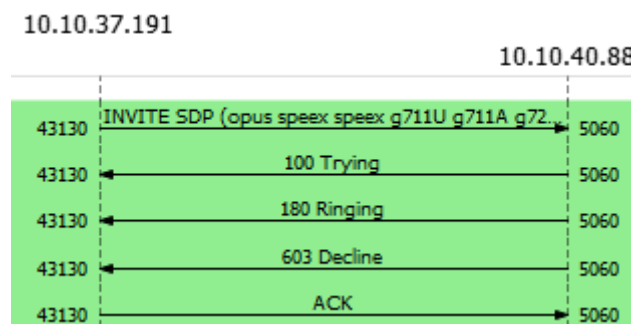 10.10.37.191
10.10.40.88
43130 INVITE SDP (opus speex speex g711U g711A g72... 5060
43130 100 Trying 5060
43130 180 Ringing 5060
43130 603 Decline 5060
43130 ACK 5060